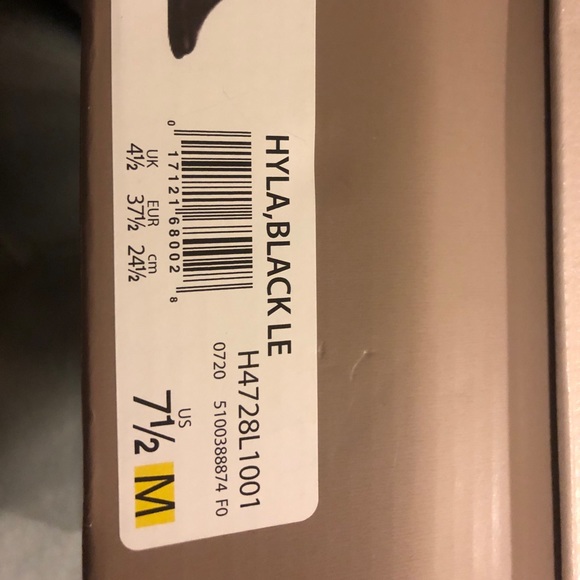 HYLA,BLACK LE
H4728L1001
0720 5100388874 F0
0 17121 68002 8
UK EUR cm
4½ 37½ 24½
US
7½ M